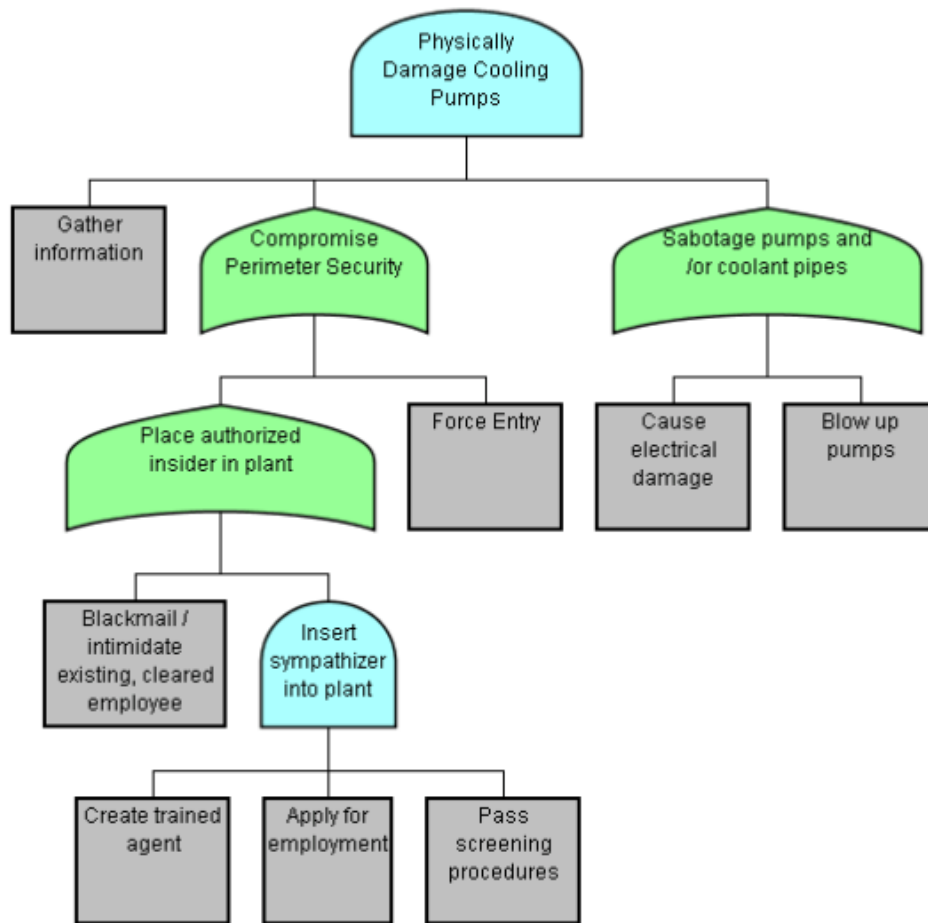 Physically
Damage Cooling
Pumps
Gather
information
Compromise
Perimeter Security
Sabotage pumps and
/or coolant pipes
Place authorized
insider in plant
Force Entry
Cause
electrical
damage
Blow up
pumps
Blackmail /
intimidate
existing, cleared
employee
Insert
sympathizer
into plant
Create trained
agent
Apply for
employment
Pass
screening
procedures